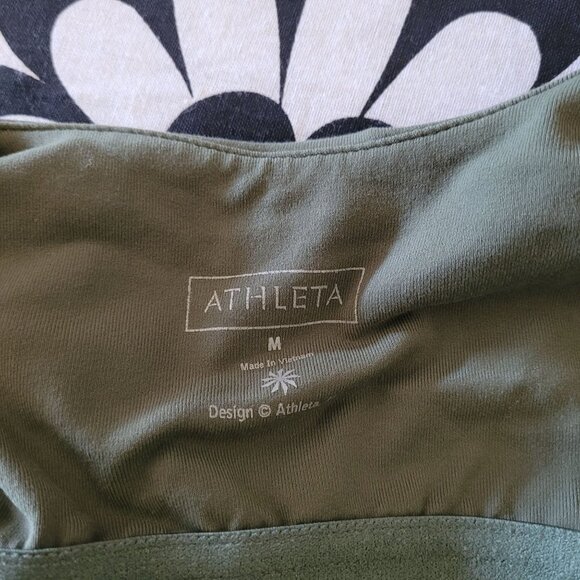 ATHLETA
M
Made in Vietnam
Design © Athleta